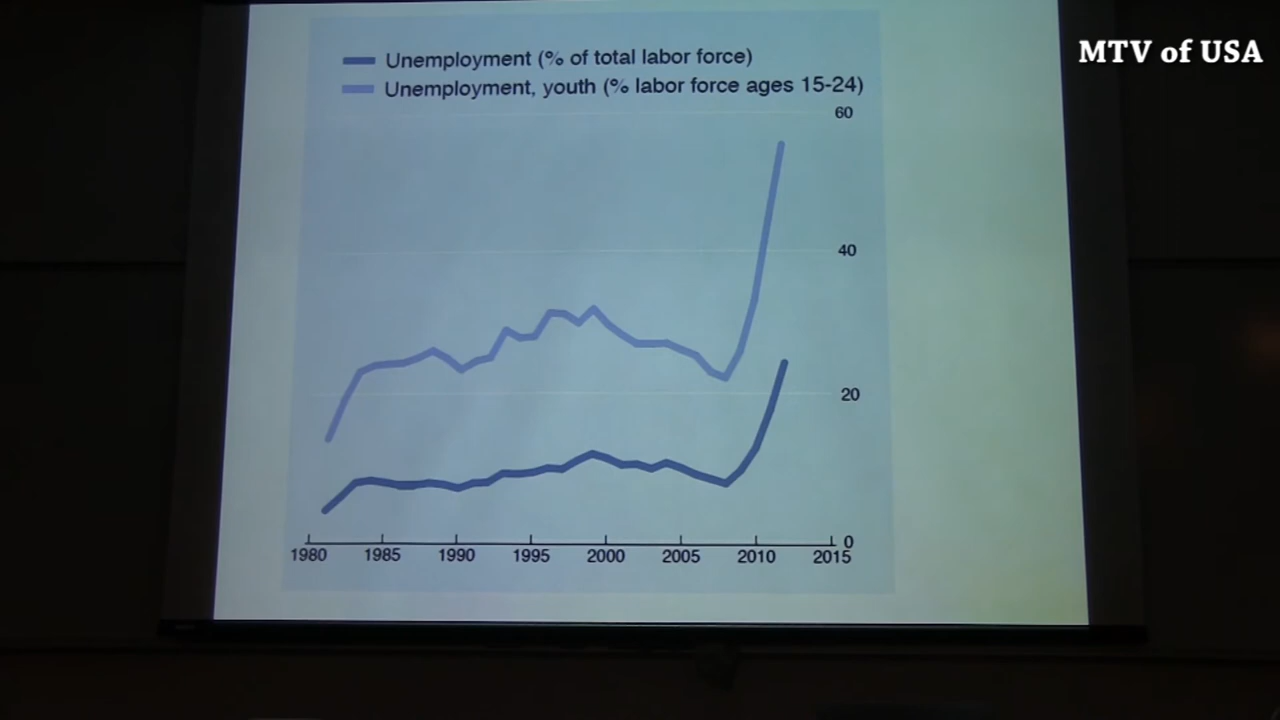 MTV of USA
Unemployment (% of total labor force)
Unemployment, youth (% labor force ages 15-24)
60
40
20
0
1980 1985 1990 1995 2000 2005 2010 2015